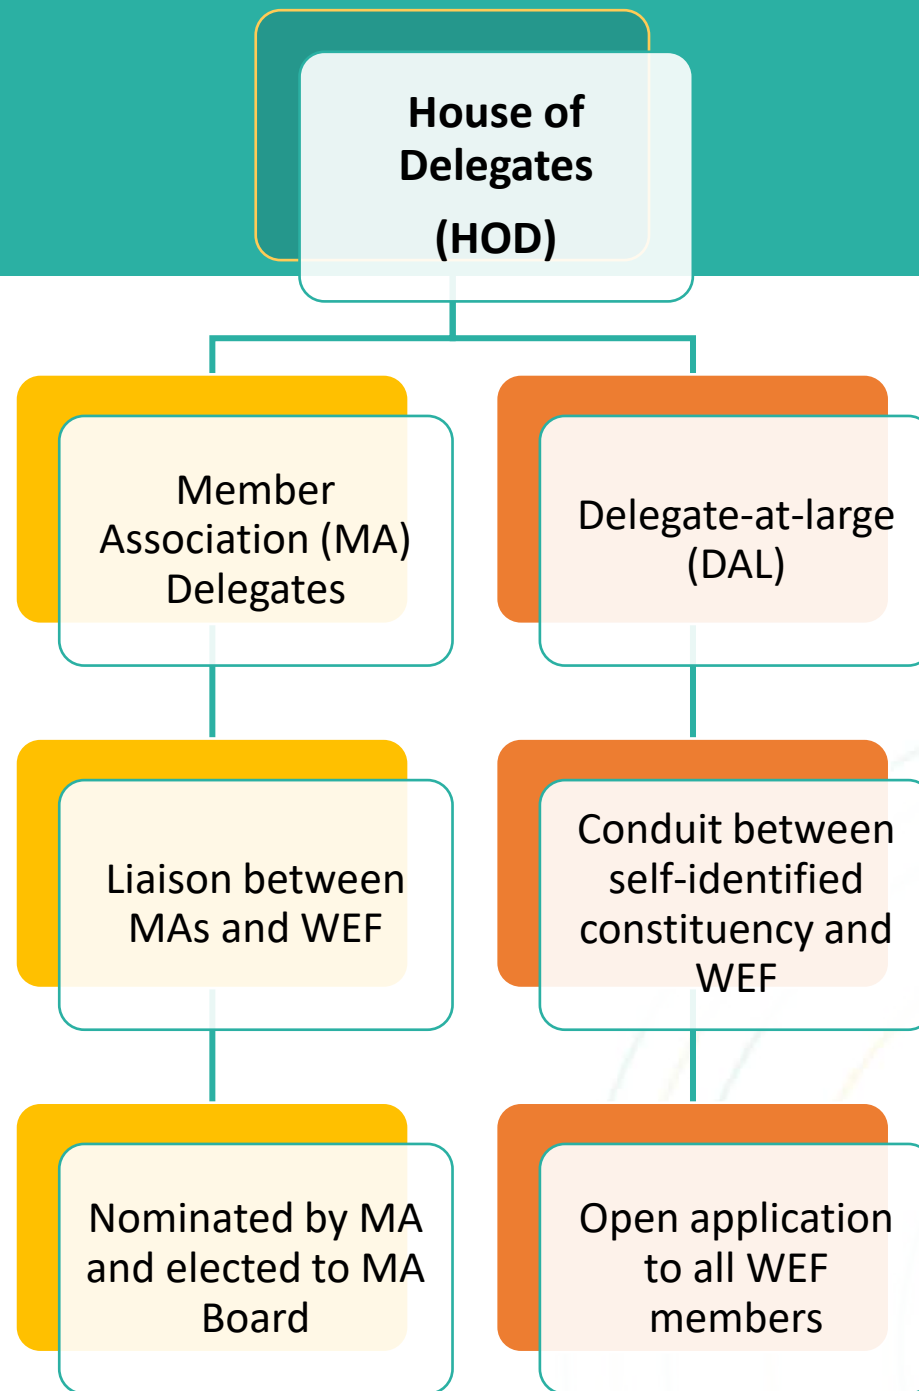 House of
Delegates
(HOD)
Member
Association (MA)
Delegates
Delegate-at-large
(DAL)
Liaison between
MAs and WEF
Conduit between
self-identified
constituency and
WEF
Nominated by MA
and elected to MA
Board
Open application
to all WEF
members